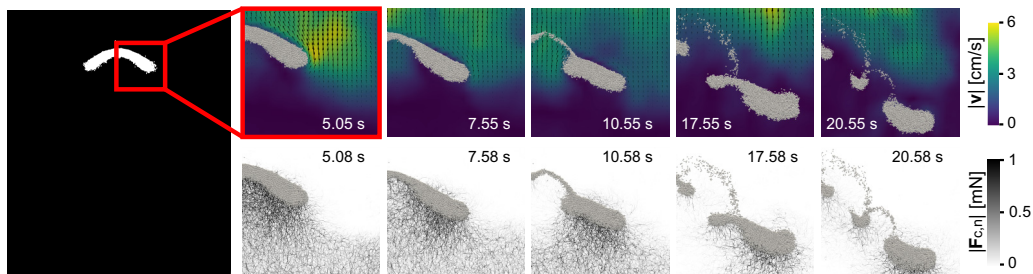 5.05 s
7.55 s
10.55 s
17.55 s
20.55 s
6
3
0
|v| [cm/s]
5.08 s
7.58 s
10.58 s
17.58 s
20.58 s
1
0.5
0
|Fc,n| [mN]